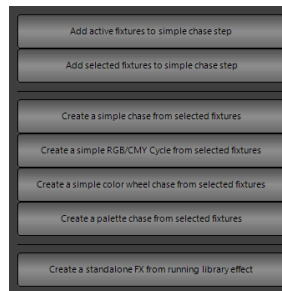 Add active fixtures to simple chase step
Add selected fixtures to simple chase step
Create a simple chase from selected fixtures
Create a simple RGB/CMY Cycle from selected fixtures
Create a simple color wheel chase from selected fixtures
Create a palette chase from selected fixtures
Create a standalone FX from running library effect